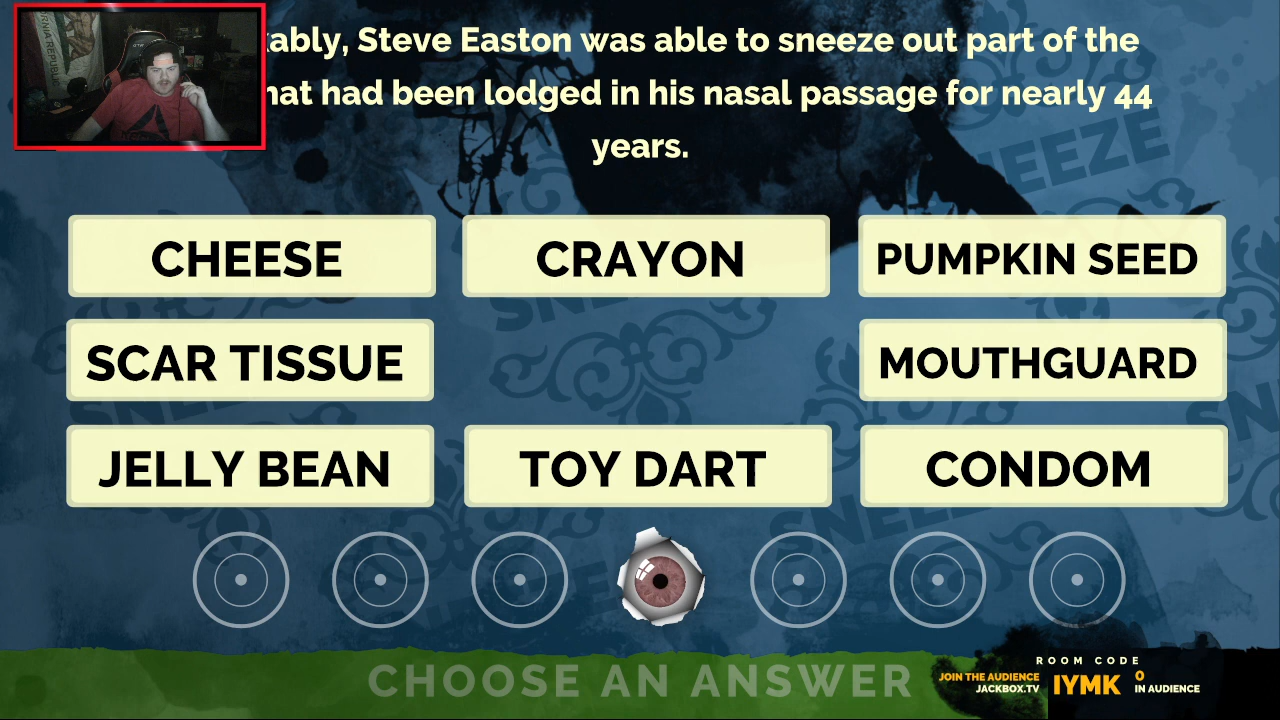 ably, Steve Easton was able to sneeze out part of the
hat had been lodged in his nasal passage for nearly 44
years.
CHEESE
CRAYON
PUMPKIN SEED
SCAR TISSUE
MOUTHGUARD
JELLY BEAN
TOY DART
CONDOM
CHOOSE AN ANSWER
ROOM CODE
JOIN THE AUDIENCE
JACKBOX.TV
IYMK
0
IN AUDIENCE